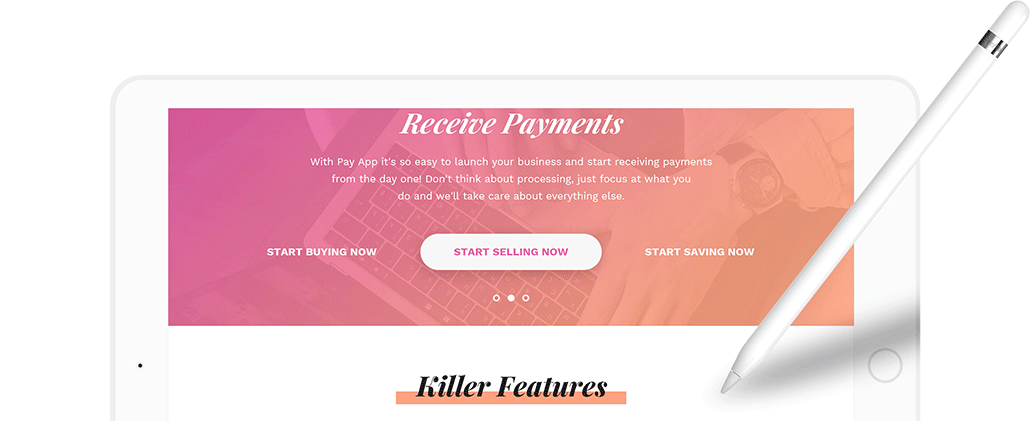 Receive Payments
With Pay App it's so easy to launch your business and start receiving payments
from the day one! Don't think about processing, just focus at what you
do and we'll take care about everything else.
START BUYING NOW
START SELLING NOW
START SAVING NOW
Killer Features